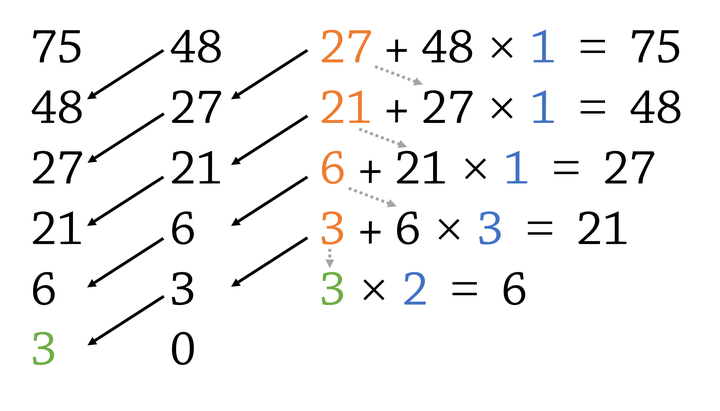 75 48 27 + 48 × 1 = 75
48 27 21 + 27 × 1 = 48
27 21 6 + 21 × 1 = 27
21 6 3 + 6 × 3 = 21
6 3 3 × 2 = 6
3 0